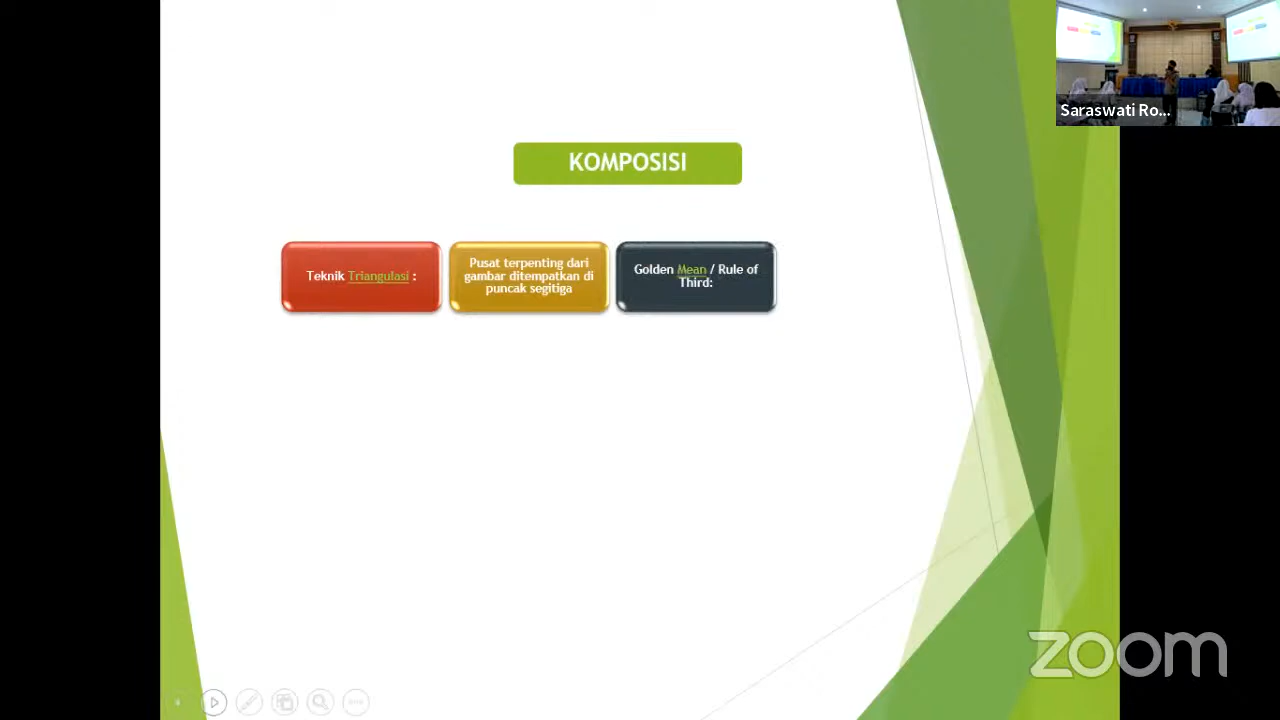 Saraswati Ro...
KOMPOSISI
Teknik Triangulasi :
Pusat terpenting dari
gambar ditempatkan di
puncak segitiga
Golden Mean / Rule of
Third:
zoom